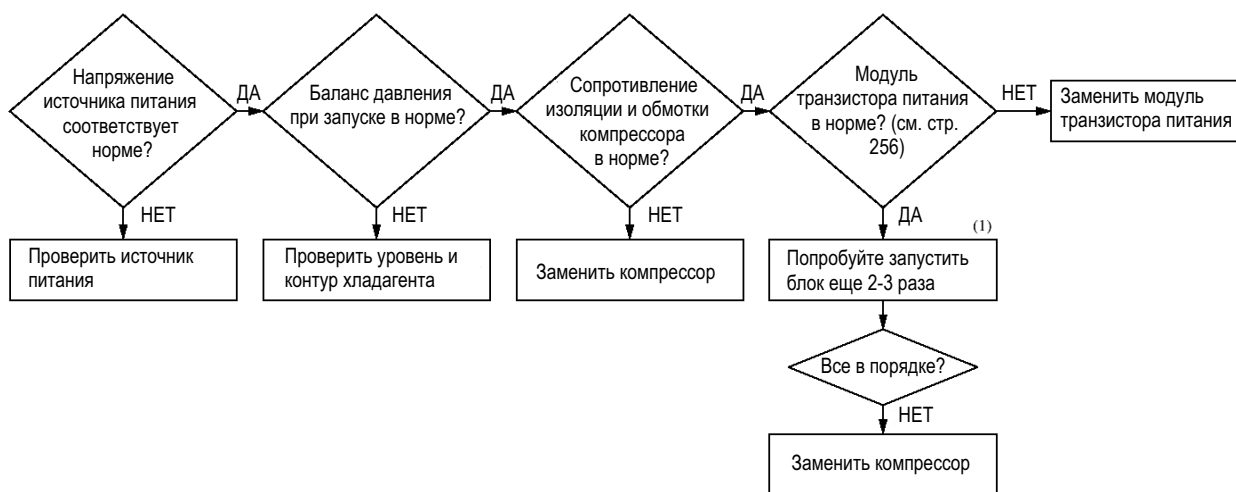 Напряжение
источника питания
соответствует
норме?
ДА
НЕТ
Проверить источник
питания
Баланс давления
при запуске в норме?
ДА
НЕТ
Проверить уровень и
контур хладагента
Сопротивление
изоляции и обмотки
компрессора
в норме?
ДА
НЕТ
Заменить компрессор
Модуль
транзистора питания
в норме? (см. стр.
256)
НЕТ
Заменить модуль
транзистора питания
ДА
(1)
Попробуйте запустить
блок еще 2-3 раза
Все в порядке?
НЕТ
Заменить компрессор